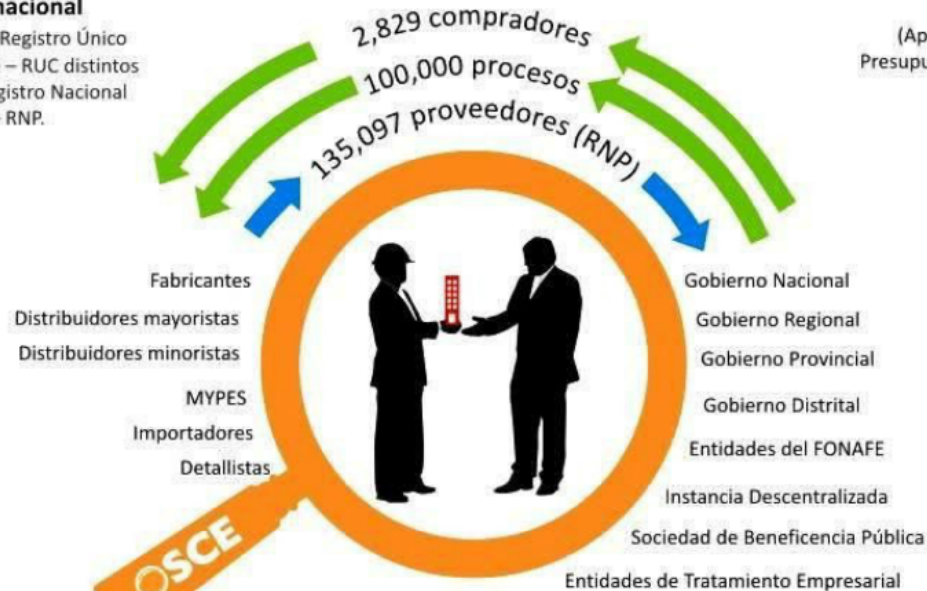 nacional
Registro Único
– RUC distintos
gistro Nacional
RNP.
(Ap
Presupu
2,829 compradores
100,000 procesos
135,097 proveedores (RNP)
Fabricantes
Distribuidores mayoristas
Distribuidores minoristas
MYPES
Importadores
Detallistas
Gobierno Nacional
Gobierno Regional
Gobierno Provincial
Gobierno Distrital
Entidades del FONAFE
Instancia Descentralizada
Sociedad de Beneficencia Pública
Entidades de Tratamiento Empresarial
OSCE